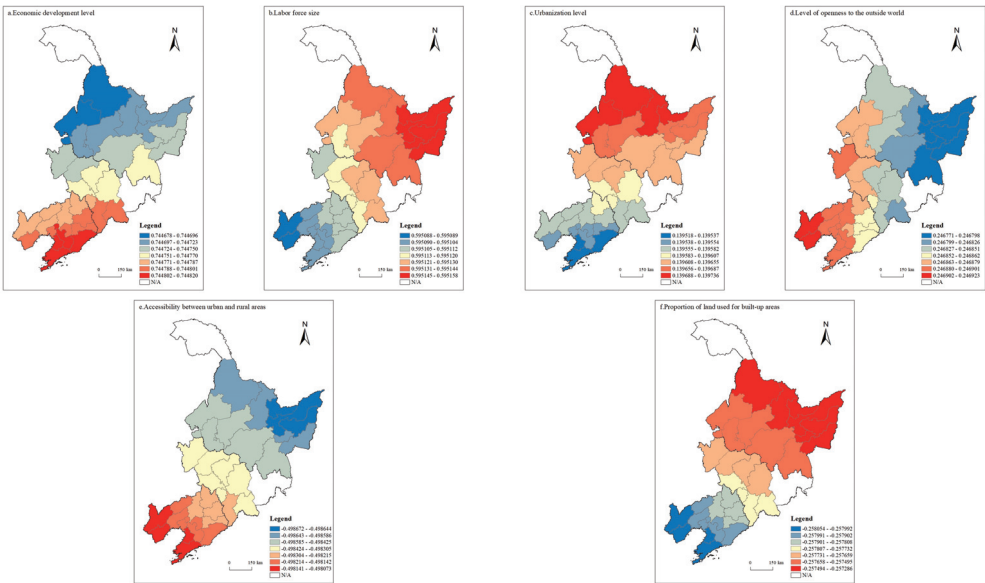 a.Economic development level
N
Legend
0.744678 - 0.744696
0.744697 - 0.744723
0.744724 - 0.744750
0.744751 - 0.744770
0.744771 - 0.744787
0.744788 - 0.744801
0.744802 - 0.744820
N/A
0 150 km
b.Labor force size
N
Legend
0.595088 - 0.595089
0.595090 - 0.595104
0.595105 - 0.595112
0.595113 - 0.595120
0.595121 - 0.595130
0.595131 - 0.595144
0.595145 - 0.595158
N/A
0 150 km
c.Urbanization level
N
Legend
0.139518 - 0.139537
0.139538 - 0.139554
0.139555 - 0.139582
0.139583 - 0.139607
0.139608 - 0.139655
0.139656 - 0.139687
0.139688 - 0.139736
N/A
0 150 km
d.Level of openness to the outside world
N
Legend
0.246771 - 0.246798
0.246799 - 0.246826
0.246827 - 0.246851
0.246852 - 0.246862
0.246863 - 0.246879
0.246880 - 0.246901
0.246902 - 0.246923
N/A
0 150 km
e.Accessibility between urban and rural areas
N
Legend
-0.498672 - -0.498644
-0.498643 - -0.498586
-0.498585 - -0.498425
-0.498424 - -0.498305
-0.498304 - -0.498215
-0.498214 - -0.498142
-0.498141 - -0.498073
N/A
0 150 km
f.Proportion of land used for built-up areas
N
Legend
-0.258054 - -0.257992
-0.257991 - -0.257902
-0.257901 - -0.257808
-0.257807 - -0.257732
-0.257731 - -0.257659
-0.257658 - -0.257495
-0.257494 - -0.257286
N/A
0 150 km